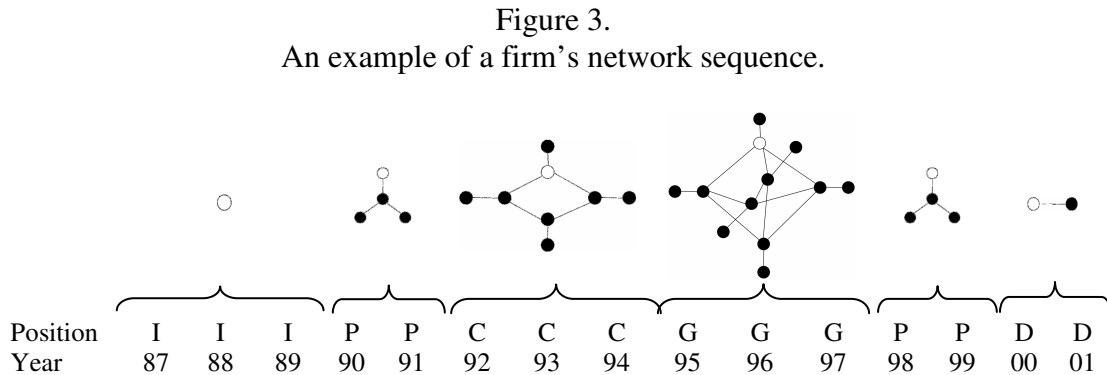 Figure 3.
An example of a firm's network sequence.
Position I I I P P C C C G G G P P D D
Year 87 88 89 90 91 92 93 94 95 96 97 98 99 00 01